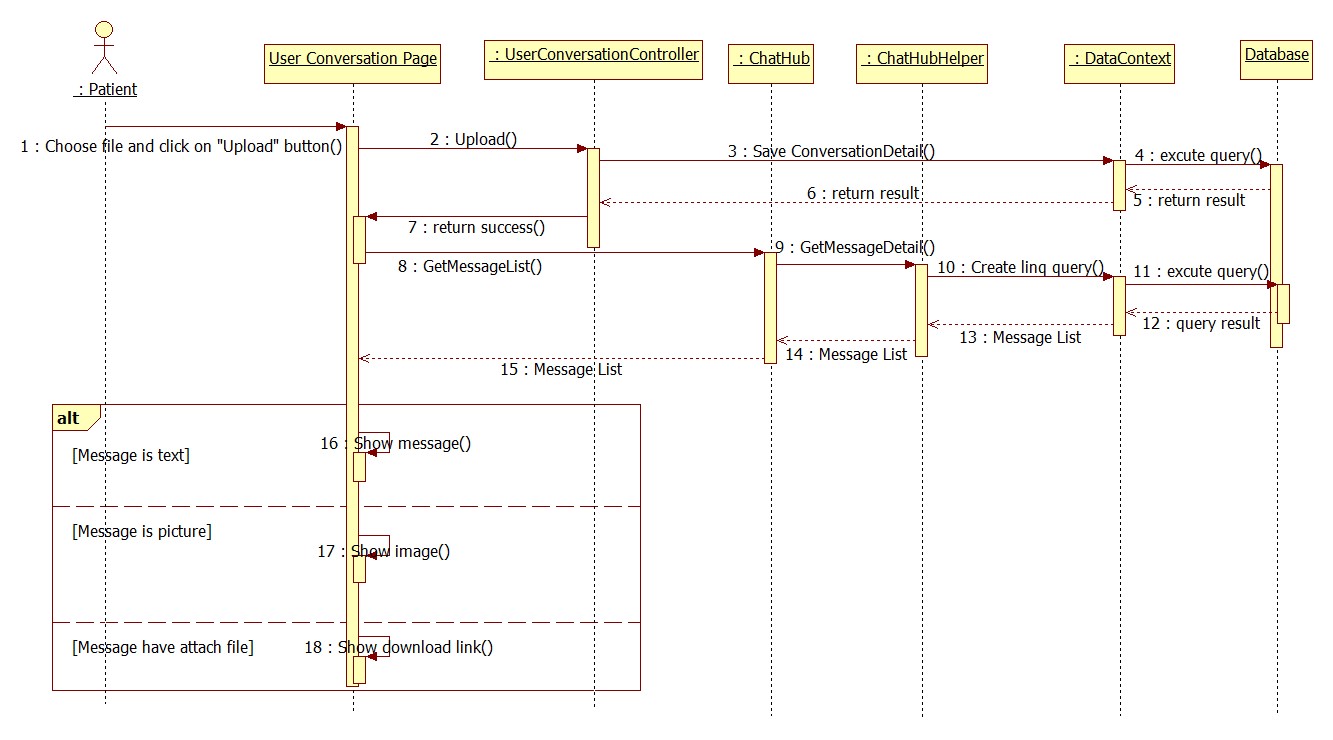 : Patient
User Conversation Page
: UserConversationController
: ChatHub
: ChatHubHelper
: DataContext
Database
1 : Choose file and click on "Upload" button()
2 : Upload()
3 : Save ConversationDetail()
4 : excute query()
5 : return result
6 : return result
7 : return success()
8 : GetMessageList()
9 : GetMessageDetail()
10 : Create linq query()
11 : excute query()
12 : query result
13 : Message List
14 : Message List
15 : Message List
alt
16 : Show message()
[Message is text]
[Message is picture]
17 : Show image()
[Message have attach file]
18 : Show download link()